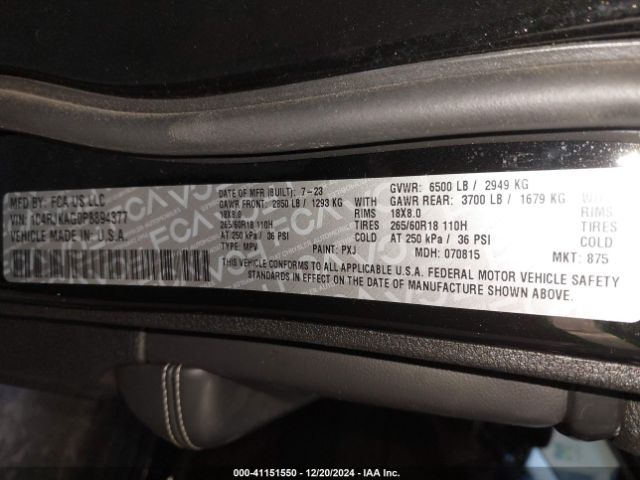 MFD BY: FCA US LLC
DATE OF MFR (BUILT): 7-23
GVWR: 6500 LB / 2949 KG
VIN: 1C4RJKAG0P8894377
GAWR FRONT: 2850 LB / 1293 KG WITH
GAWR REAR: 3700 LB / 1679 KG WITH
VEHICLE MADE IN: U.S.A.
18X8.0 RIMS
18X8.0 RIMS
265/60R18 110H TIRES
265/60R18 110H TIRES
AT 250 kPa / 36 PSI COLD
AT 250 kPa / 36 PSI COLD
TYPE: MPV
PAINT: PXJ
MDH: 070815
MKT: 875
THIS VEHICLE CONFORMS TO ALL APPLICABLE U.S.A. FEDERAL MOTOR VEHICLE SAFETY
STANDARDS IN EFFECT ON THE DATE OF MANUFACTURE SHOWN ABOVE.
000-41151550 | 12/20/2024 - IAA Inc.